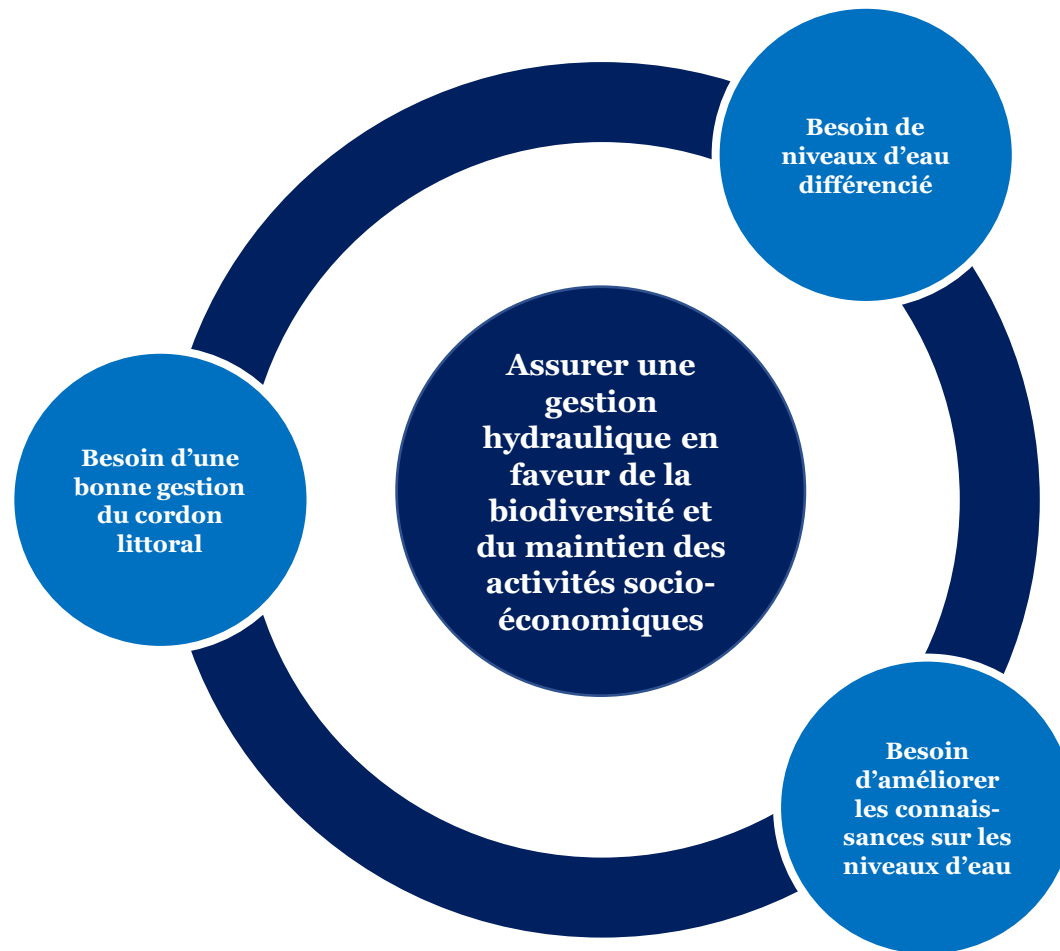 Besoin de
niveaux d’eau
différencié
Assurer une
gestion
hydraulique en
faveur de la
biodiversité et
du maintien des
activités socio-
économiques
Besoin d’une
bonne gestion
du cordon
littoral
Besoin
d’améliorer
les connais-
sances sur les
niveaux d’eau